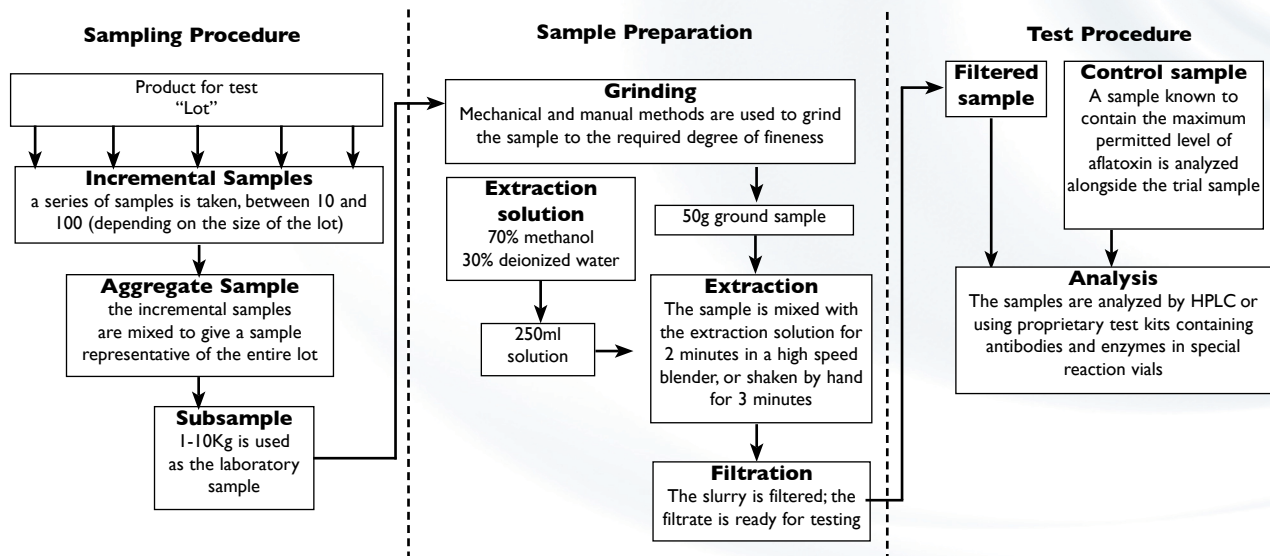 Sampling Procedure
Product for test
“Lot”
Incremental Samples
a series of samples is taken, between 10 and
100 (depending on the size of the lot)
Aggregate Sample
the incremental samples
are mixed to give a sample
representative of the entire lot
Subsample
1-10Kg is used
as the laboratory
sample
Sample Preparation
Grinding
Mechanical and manual methods are used to grind
the sample to the required degree of fineness
Extraction
solution
70% methanol
30% deionized water
250ml
solution
50g ground sample
Extraction
The sample is mixed with
the extraction solution for
2 minutes in a high speed
blender, or shaken by hand
for 3 minutes
Filtration
The slurry is filtered; the
filtrate is ready for testing
Test Procedure
Filtered
sample
Control sample
A sample known to
contain the maximum
permitted level of
aflatoxin is analyzed
alongside the trial sample
Analysis
The samples are analyzed by HPLC or
using proprietary test kits containing
antibodies and enzymes in special
reaction vials